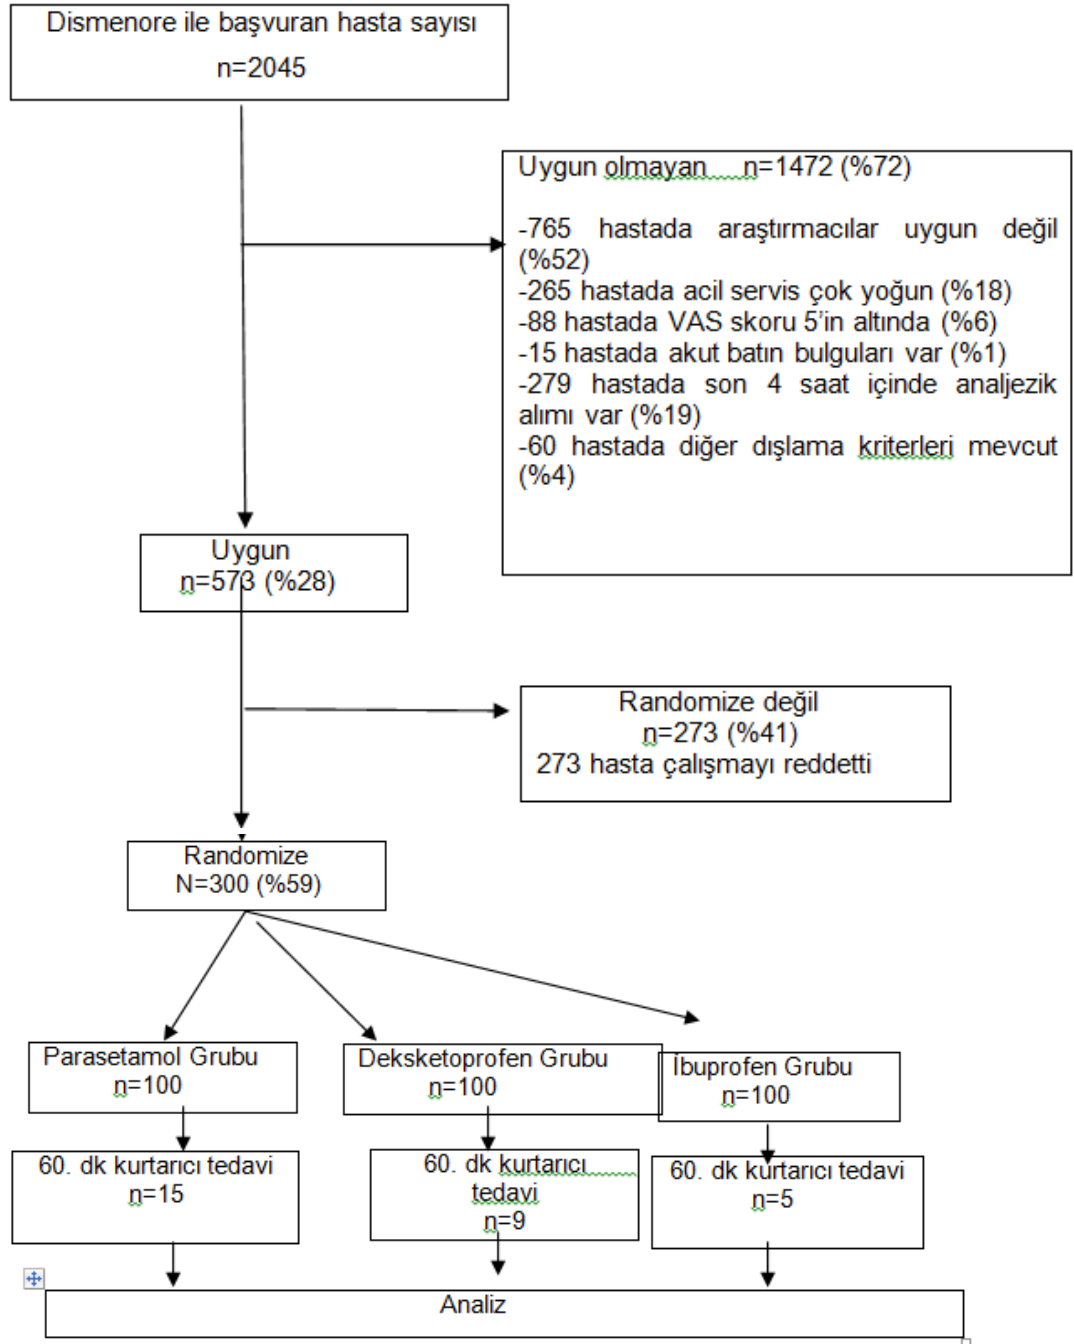 Dismenore ile başvuran hasta sayısı
n=2045
Uygun olmayan n=1472 (%72)
-765 hastada araştırmacılar uygun değil
(%52)
-265 hastada acil servis çok yoğun (%18)
-88 hastada VAS skoru 5'in altında (%6)
-15 hastada akut batın bulguları var (%1)
-279 hastada son 4 saat içinde analjezik
alımı var (%19)
-60 hastada diğer dışlama kriterleri mevcut
(%4)
Uygun
n=573 (%28)
Randomize değil
n=273 (%41)
273 hasta çalışmayı reddetti
Randomize
N=300 (%59)
Parasetamol Grubu
n=100
Deksketoprofen Grubu
n=100
İbuprofen Grubu
n=100
60. dk kurtarıcı tedavi
n=15
60. dk kurtarıcı
tedavi
n=9
60. dk kurtarıcı tedavi
n=5
Analiz